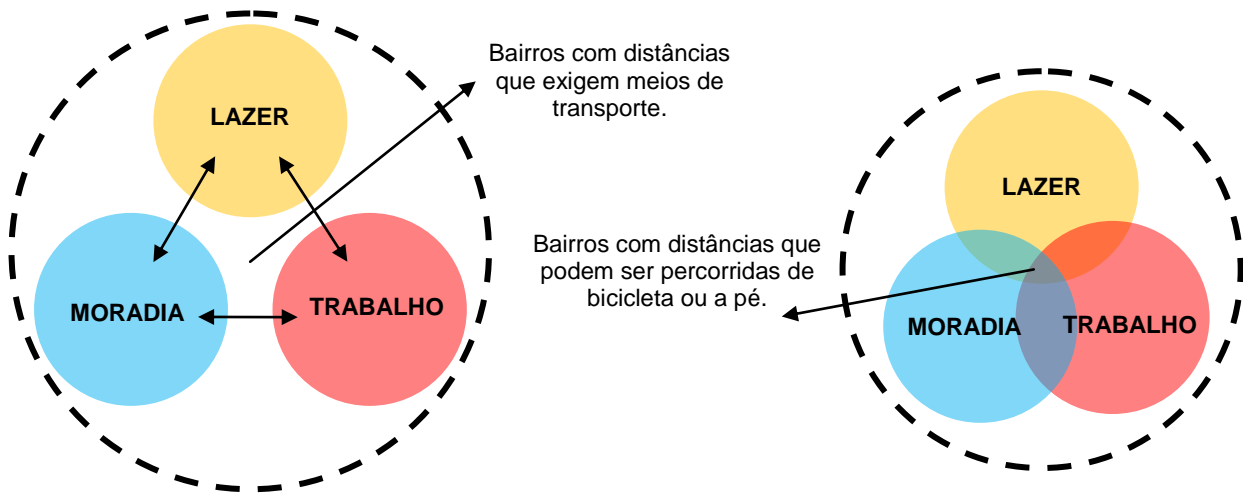 Bairros com distâncias
que exigem meios de
transporte.
LAZER
MORADIA
TRABALHO
Bairros com distâncias que
podem ser percorridas de
bicicleta ou a pé.
LAZER
MORADIA
TRABALHO